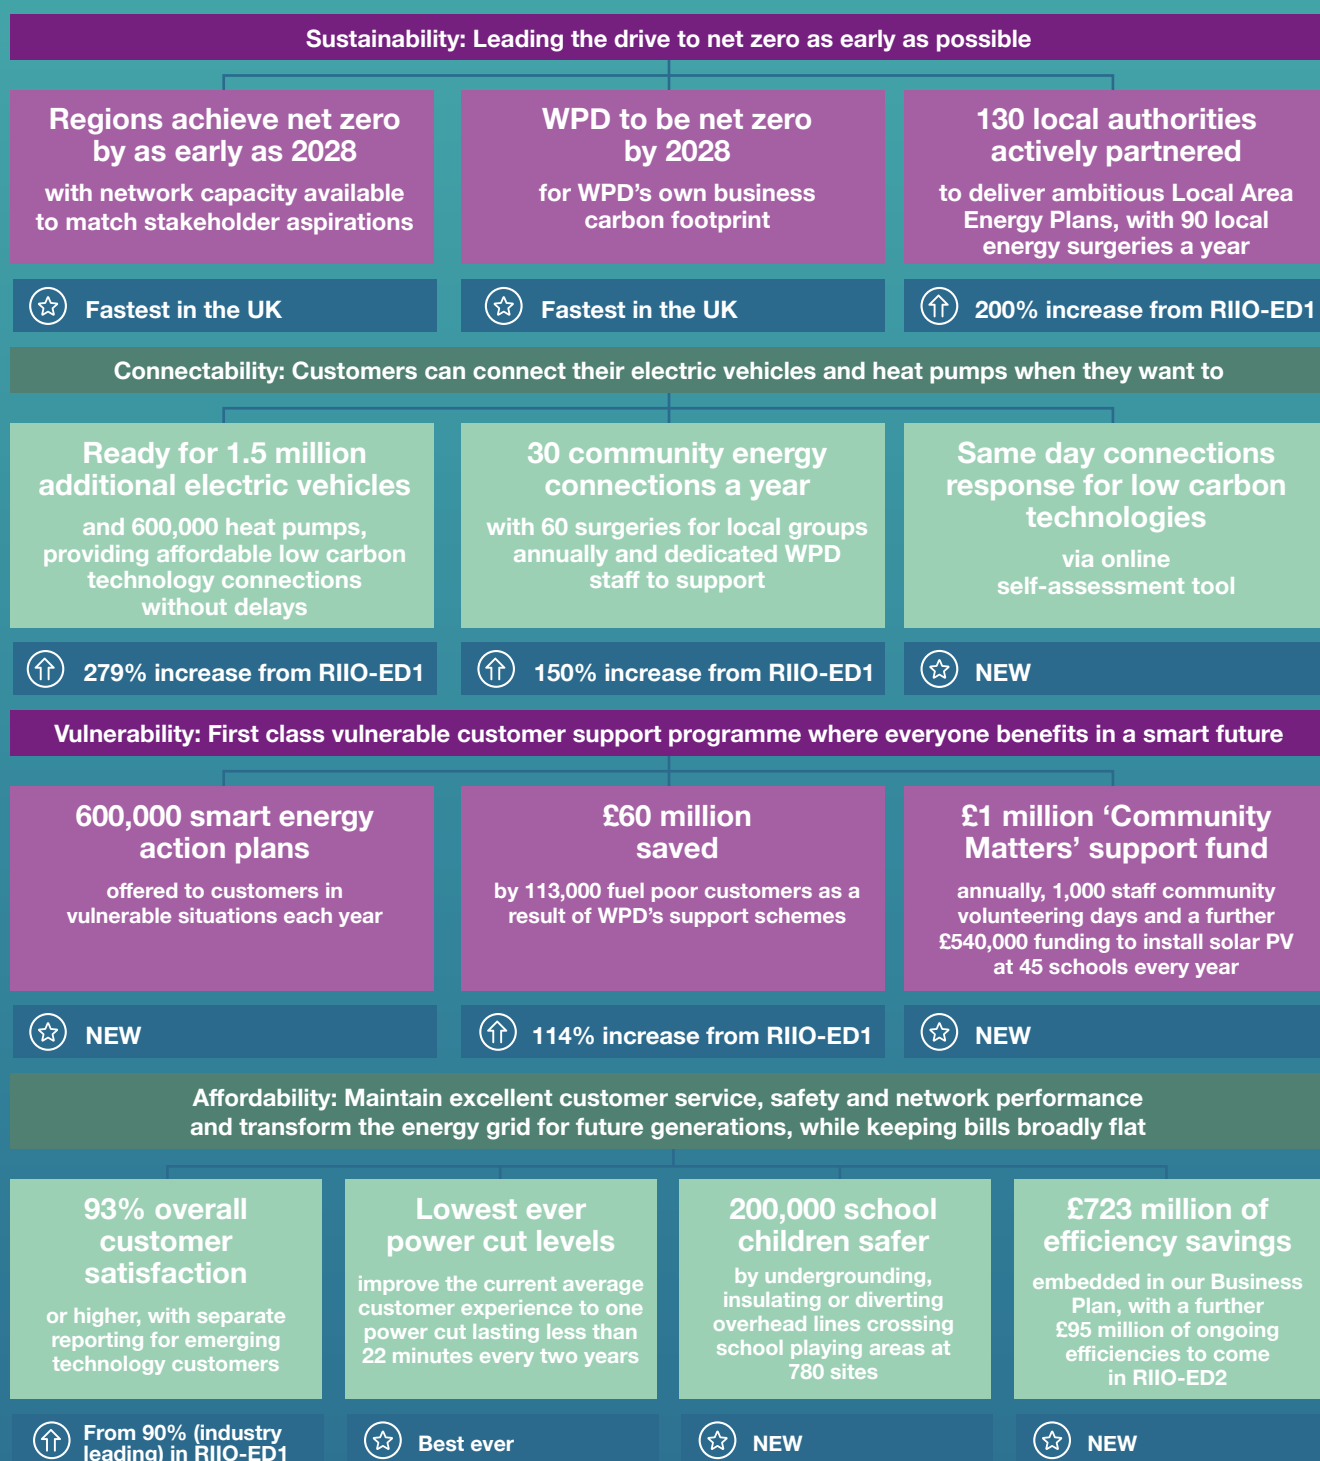 Sustainability: Leading the drive to net zero as early as possible
Regions achieve net zero
by as early as 2028
with network capacity available
to match stakeholder aspirations
WPD to be net zero
by 2028
for WPD’s own business
carbon footprint
130 local authorities
actively partnered
to deliver ambitious Local Area
Energy Plans, with 90 local
energy surgeries a year
Fastest in the UK
Fastest in the UK
200% increase from RIIO-ED1
Connectability: Customers can connect their electric vehicles and heat pumps when they want to
Ready for 1.5 million
additional electric vehicles
and 600,000 heat pumps,
providing affordable low carbon
technology connections
without delays
30 community energy
connections a year
with 60 surgeries for local groups
annually and dedicated WPD
staff to support
Same day connections
response for low carbon
technologies
via online
self-assessment tool
279% increase from RIIO-ED1
150% increase from RIIO-ED1
NEW
Vulnerability: First class vulnerable customer support programme where everyone benefits in a smart future
600,000 smart energy
action plans
offered to customers in
vulnerable situations each year
£60 million
saved
by 113,000 fuel poor customers as a
result of WPD’s support schemes
£1 million ‘Community
Matters’ support fund
annually, 1,000 staff community
volunteering days and a further
£540,000 funding to install solar PV
at 45 schools every year
NEW
114% increase from RIIO-ED1
NEW
Affordability: Maintain excellent customer service, safety and network performance
and transform the energy grid for future generations, while keeping bills broadly flat
93% overall
customer
satisfaction
or higher, with separate
reporting for emerging
technology customers
Lowest ever
power cut levels
improve the current average
customer experience to one
power cut lasting less than
22 minutes every two years
200,000 school
children safer
by undergrounding,
insulating or diverting
overhead lines crossing
school playing areas at
780 sites
£723 million of
efficiency savings
embedded in our Business
Plan, with a further
£95 million of ongoing
efficiencies to come
in RIIO-ED2
From 90% (industry
leading) in RIIO-ED1
Best ever
NEW
NEW